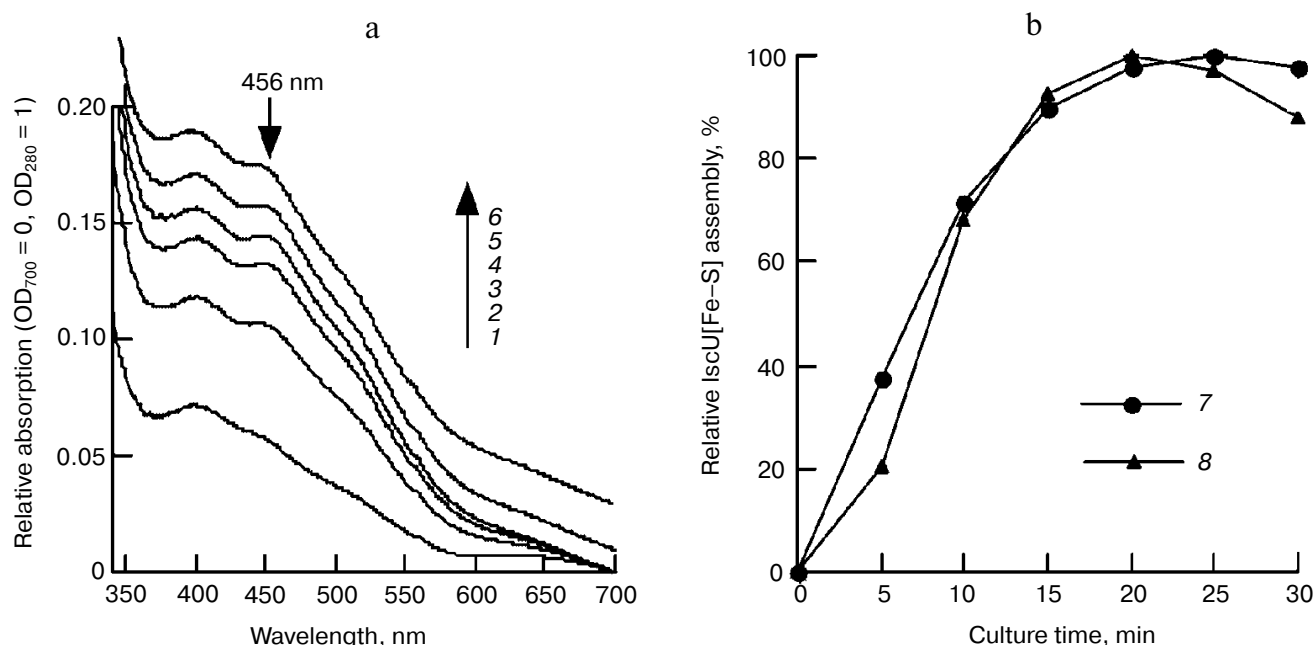 a
456 nm
Relative absorption (OD700 = 0, OD280 = 1)
0.20
0.15
0.10
0.05
0
6
5
4
3
2
1
350 400 450 500 550 600 650 700
Wavelength, nm
b
Relative IscU[Fe–S] assembly, %
100
80
60
40
20
0
7
8
0 5 10 15 20 25 30
Culture time, min